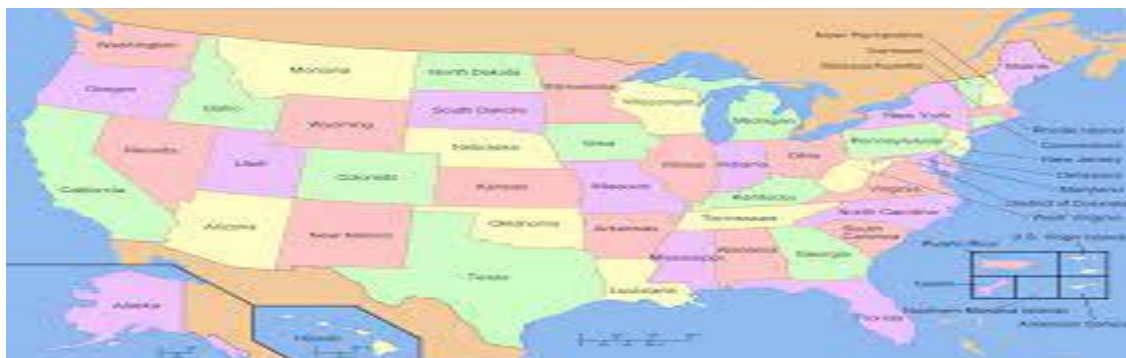 Washington
Montana
North Dakota
Minnesota
Oregon
Idaho
Wyoming
South Dakota
Wisconsin
Michigan
New York
Maine
New Hampshire
Vermont
Massachusetts
Rhode Island
Connecticut
New Jersey
Delaware
Maryland
District of Columbia
West Virginia
Nevada
Utah
Colorado
Nebraska
Iowa
Illinois
Indiana
Ohio
Pennsylvania
California
Kansas
Missouri
Kentucky
Virginia
Arizona
New Mexico
Oklahoma
Arkansas
Tennessee
North Carolina
South
Carolina
Texas
Louisiana
Mississippi
Alabama
Georgia
Florida
Alaska
Hawaii
Puerto Rico
U.S. Virgin Islands
Guam
Northern Mariana Islands
American Samoa